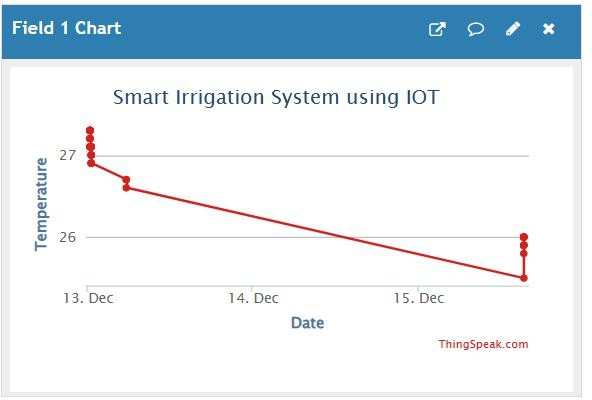 Field 1 Chart
Smart Irrigation System using IOT
Temperature
27
26
13. Dec
14. Dec
15. Dec
Date
ThingSpeak.com